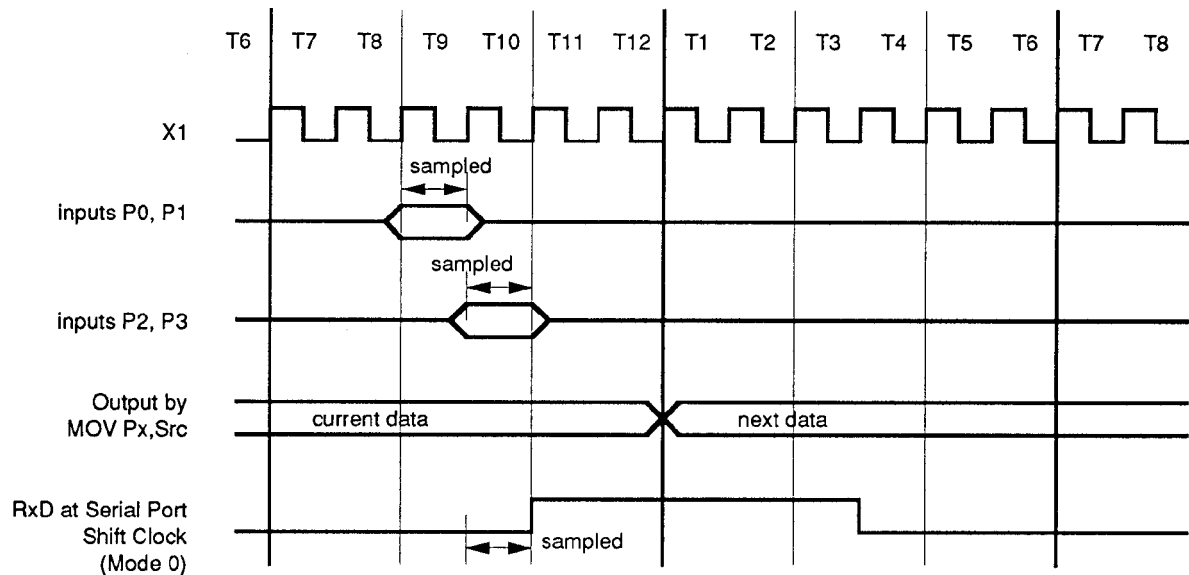 T6 T7 T8 T9 T10 T11 T12 T1 T2 T3 T4 T5 T6 T7 T8
X1
sampled
inputs P0, P1
sampled
inputs P2, P3
Output by
MOV Px,Src
current data
next data
RxD at Serial Port
Shift Clock
(Mode 0)
sampled